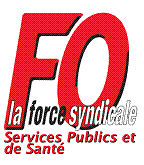 FO
la force syndicale
Services Publics et
de Santé